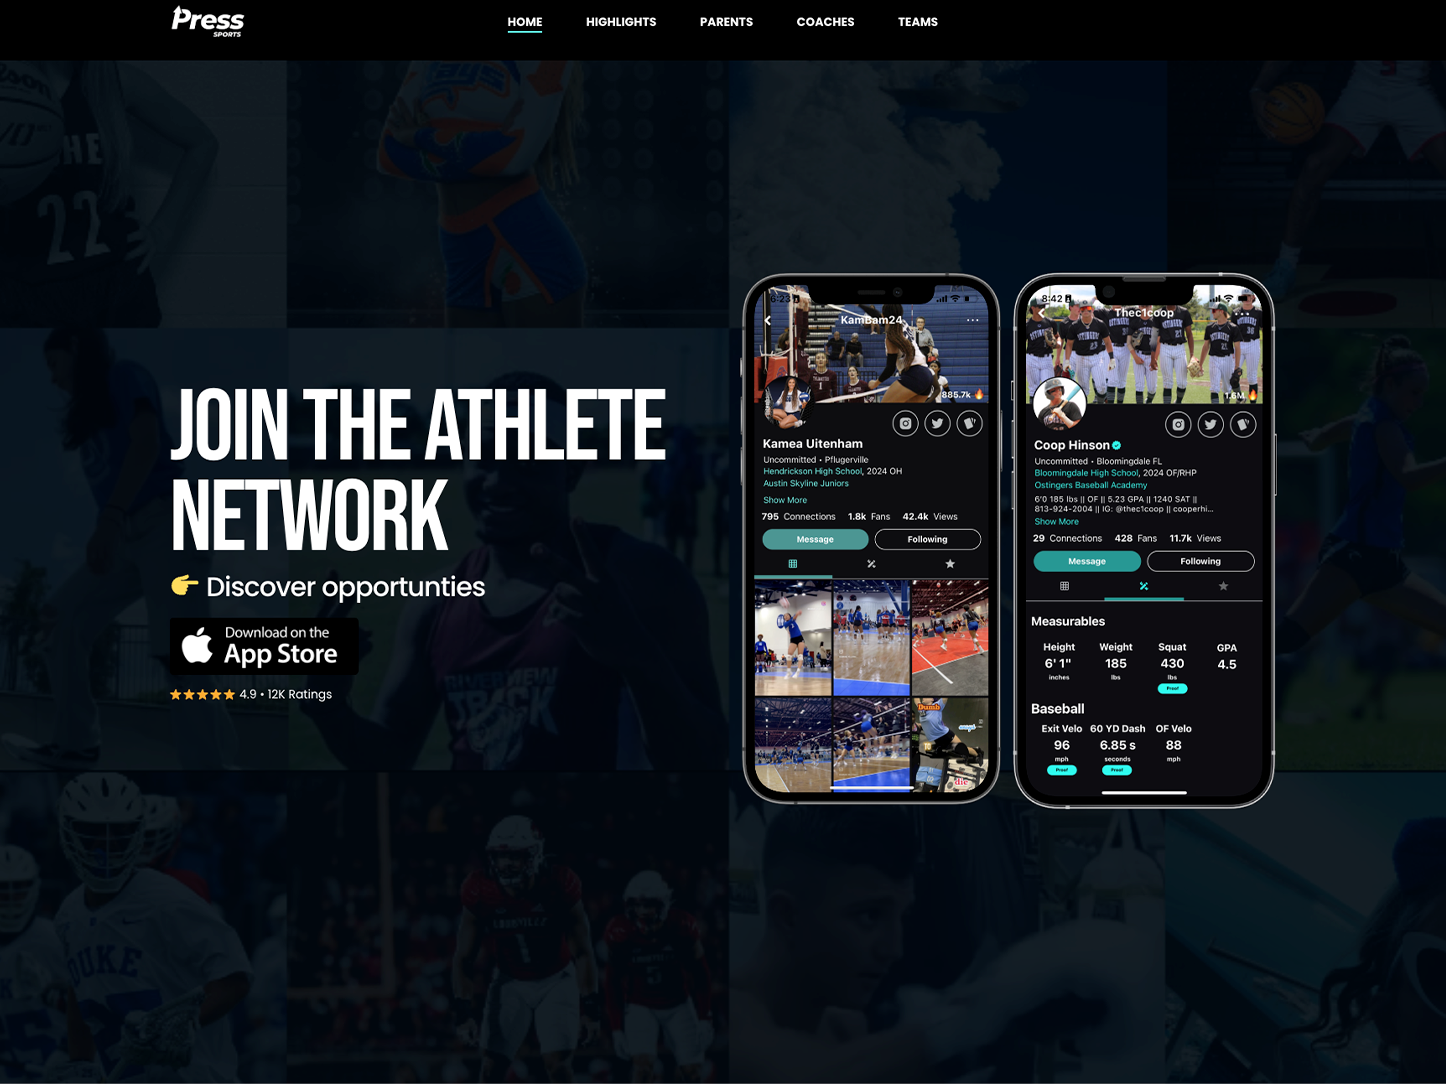 Press
SPORTS
HOME
HIGHLIGHTS
PARENTS
COACHES
TEAMS
JOIN THE ATHLETE
NETWORK
👉 Discover opportunties
Download on the
App Store
★★★★★ 4.9 • 12K Ratings
6:23
KamBam24
885.7k 🔥
Kamea Uitenham
Uncommitted • Pflugerville
Hendrickson High School, 2024 OH
Austin Skyline Juniors
Show More
795 Connections 1.8k Fans 42.4k Views
Message
Following
Dumb
8:42
Thec1coop
1.6M 🔥
Coop Hinson
Uncommitted • Bloomingdale FL
Bloomingdale High School, 2024 OF/RHP
Ostingers Baseball Academy
6'0 185 lbs || OF || 5.23 GPA || 1240 SAT ||
813-924-2004 || IG: @thec1coop || cooperhi...
Show More
29 Connections 428 Fans 11.7k Views
Message
Following
Measurables
Height Weight Squat GPA
6' 1" 185 430 4.5
inches lbs lbs
Proof
Baseball
Exit Velo 60 YD Dash OF Velo
96 6.85 s 88
mph seconds mph
Proof Proof
22
DUKE
LOUISVILLE
1